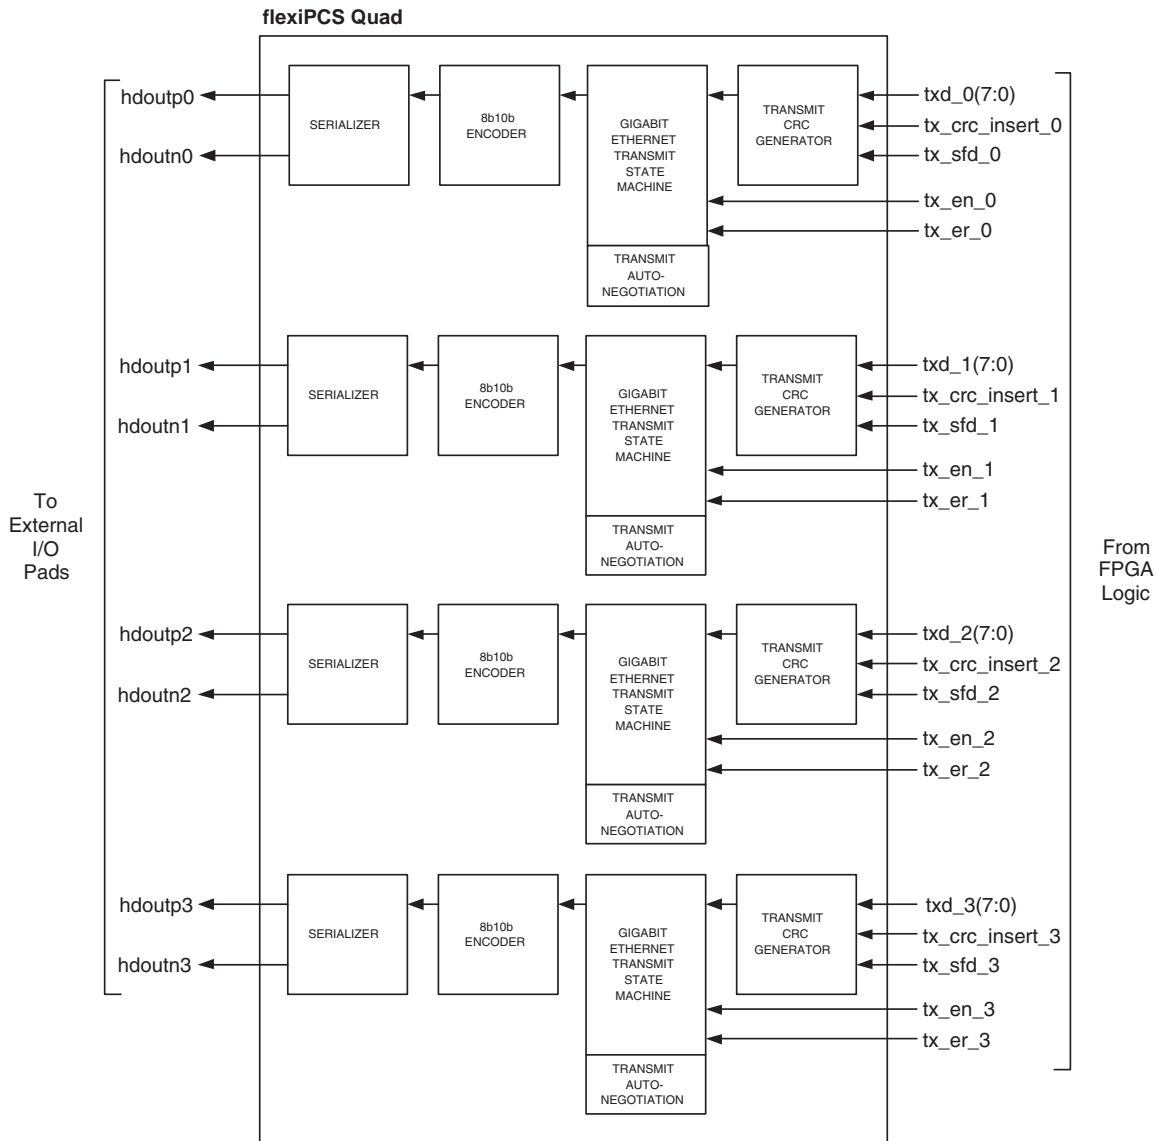 flexiPCS Quad
hdoutp0
hdoutn0
SERIALIZER
8b10b
ENCODER
GIGABIT
ETHERNET
TRANSMIT
STATE
MACHINE
TRANSMIT
AUTO-
NEGOTIATION
TRANSMIT
CRC
GENERATOR
txd_0(7:0)
tx_crc_insert_0
tx_sfd_0
tx_en_0
tx_er_0
hdoutp1
hdoutn1
SERIALIZER
8b10b
ENCODER
GIGABIT
ETHERNET
TRANSMIT
STATE
MACHINE
TRANSMIT
AUTO-
NEGOTIATION
TRANSMIT
CRC
GENERATOR
txd_1(7:0)
tx_crc_insert_1
tx_sfd_1
tx_en_1
tx_er_1
To
External
I/O
Pads
From
FPGA
Logic
hdoutp2
hdoutn2
SERIALIZER
8b10b
ENCODER
GIGABIT
ETHERNET
TRANSMIT
STATE
MACHINE
TRANSMIT
AUTO-
NEGOTIATION
TRANSMIT
CRC
GENERATOR
txd_2(7:0)
tx_crc_insert_2
tx_sfd_2
tx_en_2
tx_er_2
hdoutp3
hdoutn3
SERIALIZER
8b10b
ENCODER
GIGABIT
ETHERNET
TRANSMIT
STATE
MACHINE
TRANSMIT
AUTO-
NEGOTIATION
TRANSMIT
CRC
GENERATOR
txd_3(7:0)
tx_crc_insert_3
tx_sfd_3
tx_en_3
tx_er_3